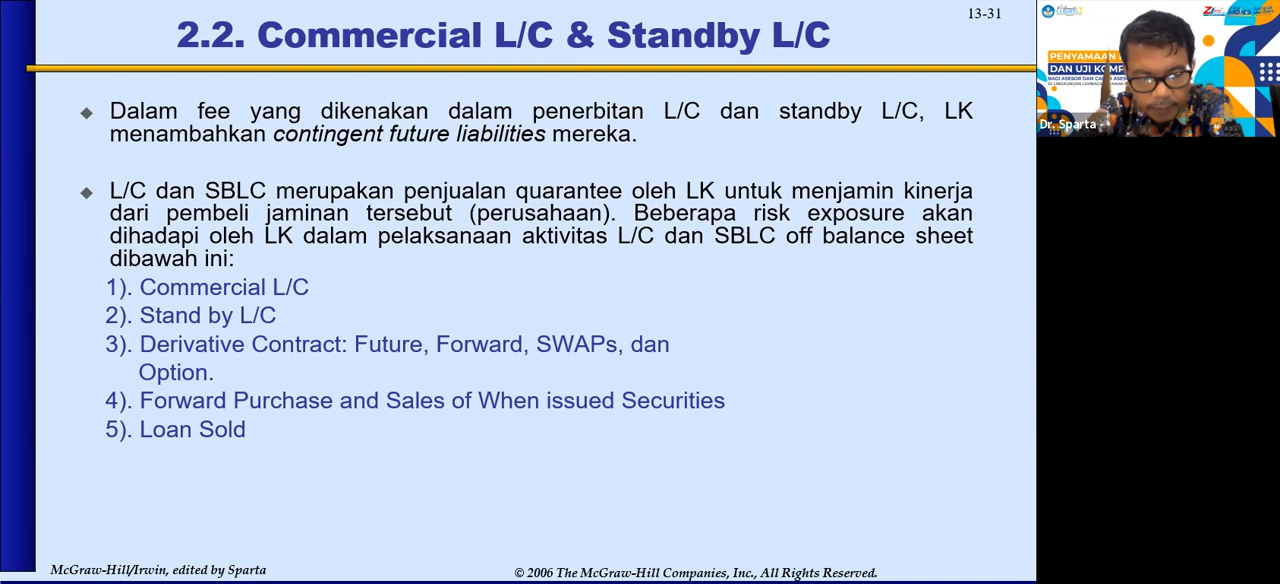 13-31
2.2. Commercial L/C & Standby L/C
Dalam fee yang dikenakan dalam penerbitan L/C dan standby L/C, LK
menambahkan contingent future liabilities mereka.
L/C dan SBLC merupakan penjualan quarantee oleh LK untuk menjamin kinerja
dari pembeli jaminan tersebut (perusahaan). Beberapa risk exposure akan
dihadapi oleh LK dalam pelaksanaan aktivitas L/C dan SBLC off balance sheet
dibawah ini:
1). Commercial L/C
2). Stand by L/C
3). Derivative Contract: Future, Forward, SWAPs, dan
Option.
4). Forward Purchase and Sales of When issued Securities
5). Loan Sold
McGraw-Hill/Irwin, edited by Sparta
© 2006 The McGraw-Hill Companies, Inc., All Rights Reserved.
PENYAMAAN
DAN UJI
BAGI ASESOR DAN
Dr. Sparta -